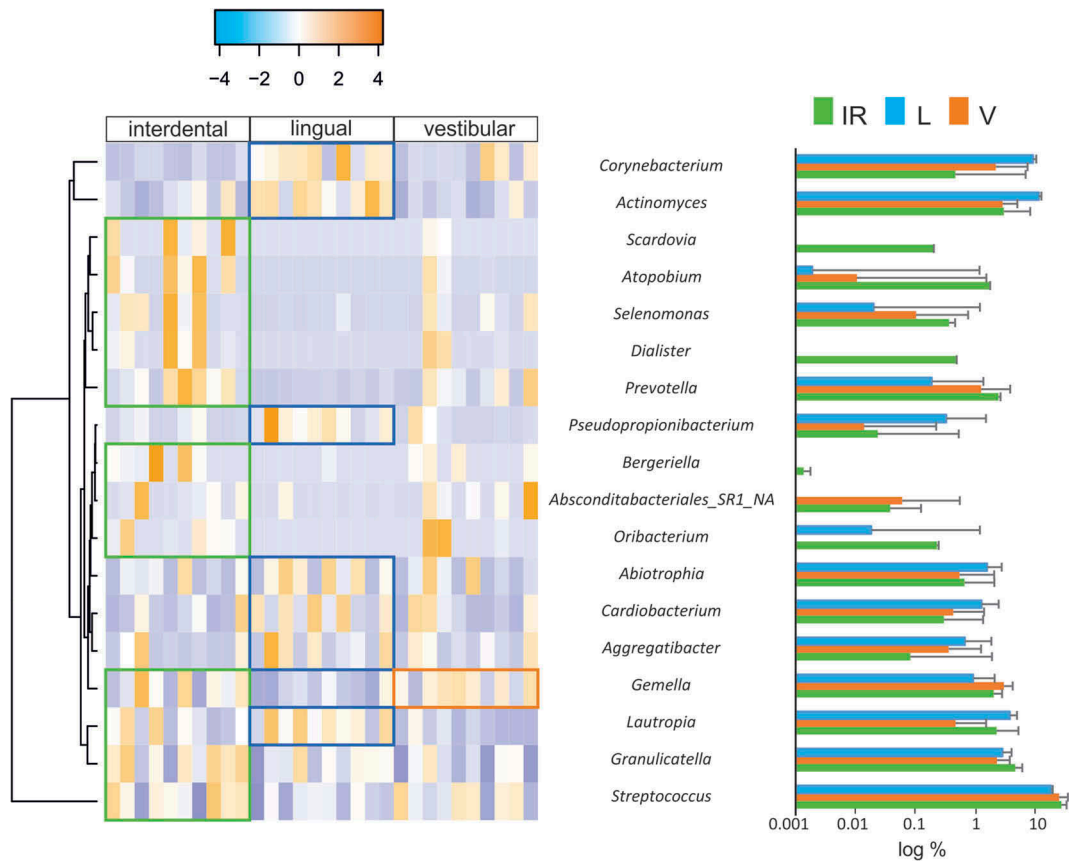 −4 −2 0 2 4
interdental lingual vestibular
IR L V
Corynebacterium
Actinomyces
Scardovia
Atopobium
Selenomonas
Dialister
Prevotella
Pseudopropionibacterium
Bergeriella
Absconditabacteriales_SR1_NA
Oribacterium
Abiotrophia
Cardiobacterium
Aggregatibacter
Gemella
Lautropia
Granulicatella
Streptococcus
0.001 0.01 0.1 1 10
log %